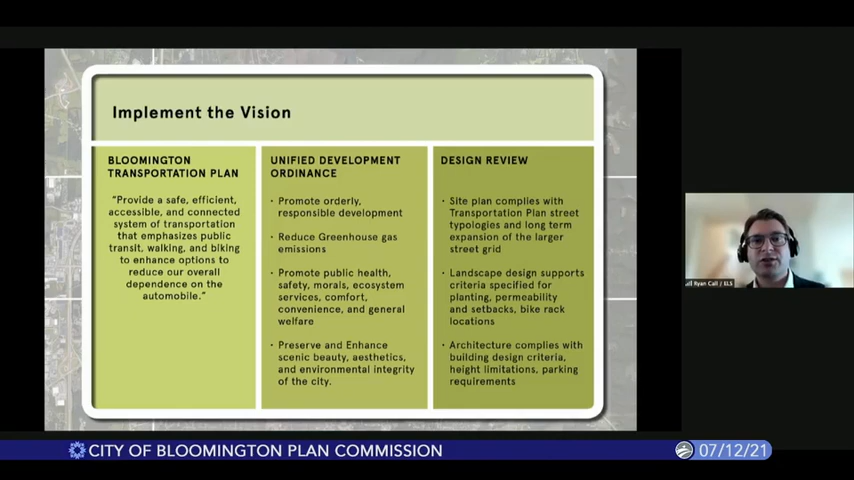 Implement the Vision
BLOOMINGTON
TRANSPORTATION PLAN
"Provide a safe, efficient,
accessible, and connected
system of transportation
that emphasizes public
transit, walking, and biking
to enhance options to
reduce our overall
dependence on the
automobile."
UNIFIED DEVELOPMENT
ORDINANCE
• Promote orderly,
responsible development
• Reduce Greenhouse gas
emissions
• Promote public health,
safety, morals, ecosystem
services, comfort,
convenience, and general
welfare
• Preserve and Enhance
scenic beauty, aesthetics,
and environmental integrity
of the city.
DESIGN REVIEW
• Site plan complies with
Transportation Plan street
typologies and long term
expansion of the larger
street grid
• Landscape design supports
criteria specified for
planting, permeability
and setbacks, bike rack
locations
• Architecture complies with
building design criteria,
height limitations, parking
requirements
Ryan Call / ELS
CITY OF BLOOMINGTON PLAN COMMISSION
07/12/21